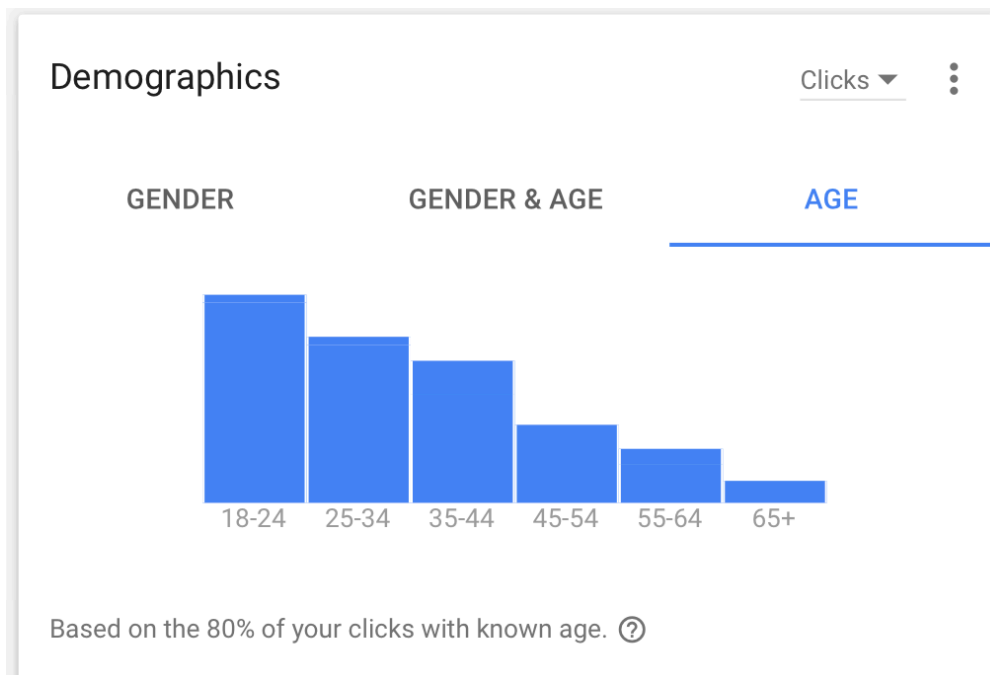 Demographics
Clicks
GENDER GENDER & AGE AGE
18-24 25-34 35-44 45-54 55-64 65+
Based on the 80% of your clicks with known age. ?